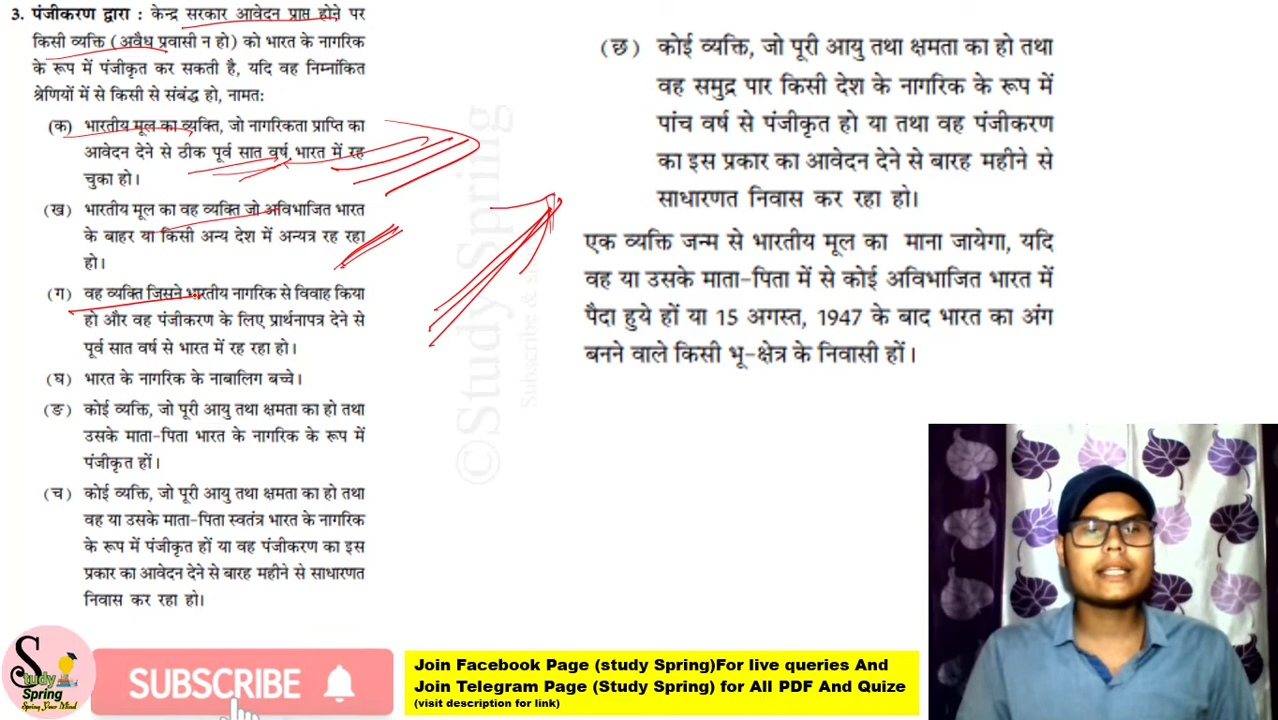 3. पंजीकरण द्वारा : केन्द्र सरकार आवेदन प्राप्त होने पर
किसी व्यक्ति (अवैध प्रवासी न हो) को भारत के नागरिक
के रूप में पंजीकृत कर सकती है, यदि वह निम्नांकित
श्रेणियों में से किसी से संबंद्ध हो, नामत:
(क) भारतीय मूल का व्यक्ति, जो नागरिकता प्राप्ति का
आवेदन देने से ठीक पूर्व सात वर्ष भारत में रह
चुका हो।
(ख) भारतीय मूल का वह व्यक्ति जो अविभाजित भारत
के बाहर या किसी अन्य देश में अन्यत्र रह रहा
हो।
(ग) वह व्यक्ति जिसने भारतीय नागरिक से विवाह किया
हो और वह पंजीकरण के लिए प्रार्थनापत्र देने से
पूर्व सात वर्ष से भारत में रह रहा हो।
(घ) भारत के नागरिक के नाबालिग बच्चे।
(ङ) कोई व्यक्ति, जो पूरी आयु तथा क्षमता का हो तथा
उसके माता-पिता भारत के नागरिक के रूप में
पंजीकृत हों।
(च) कोई व्यक्ति, जो पूरी आयु तथा क्षमता का हो तथा
वह या उसके माता-पिता स्वतंत्र भारत के नागरिक
के रूप में पंजीकृत हों या वह पंजीकरण का इस
प्रकार का आवेदन देने से बारह महीने से साधारणत
निवास कर रहा हो।
(छ) कोई व्यक्ति, जो पूरी आयु तथा क्षमता का हो तथा
वह समुद्र पार किसी देश के नागरिक के रूप में
पांच वर्ष से पंजीकृत हो या तथा वह पंजीकरण
का इस प्रकार का आवेदन देने से बारह महीने से
साधारणत निवास कर रहा हो।
एक व्यक्ति जन्म से भारतीय मूल का माना जायेगा, यदि
वह या उसके माता-पिता में से कोई अविभाजित भारत में
पैदा हुये हों या 15 अगस्त, 1947 के बाद भारत का अंग
बनने वाले किसी भू-क्षेत्र के निवासी हों।
©Study Spring
Subscribe &
Study
Spring
Spring Your Mind
SUBSCRIBE
Join Facebook Page (study Spring)For live queries And
Join Telegram Page (Study Spring) for All PDF And Quize
(visit description for link)